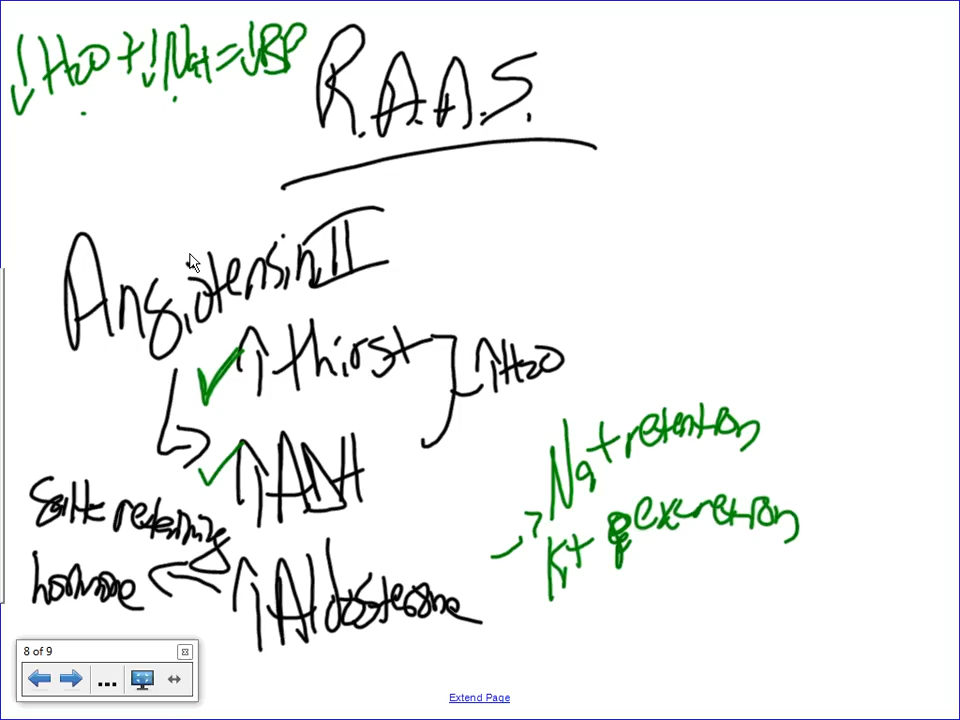 ↓H2O + ↓Na+ = ↓BP
R.A.A.S.
Angiotensin II
✓ ↑ thirst
↑H2O
✓ ↑ ADH
Na+ retention
K+ excretion
Salt retaining
hormone
↑ Aldosterone
8 of 9
...
Extend Page